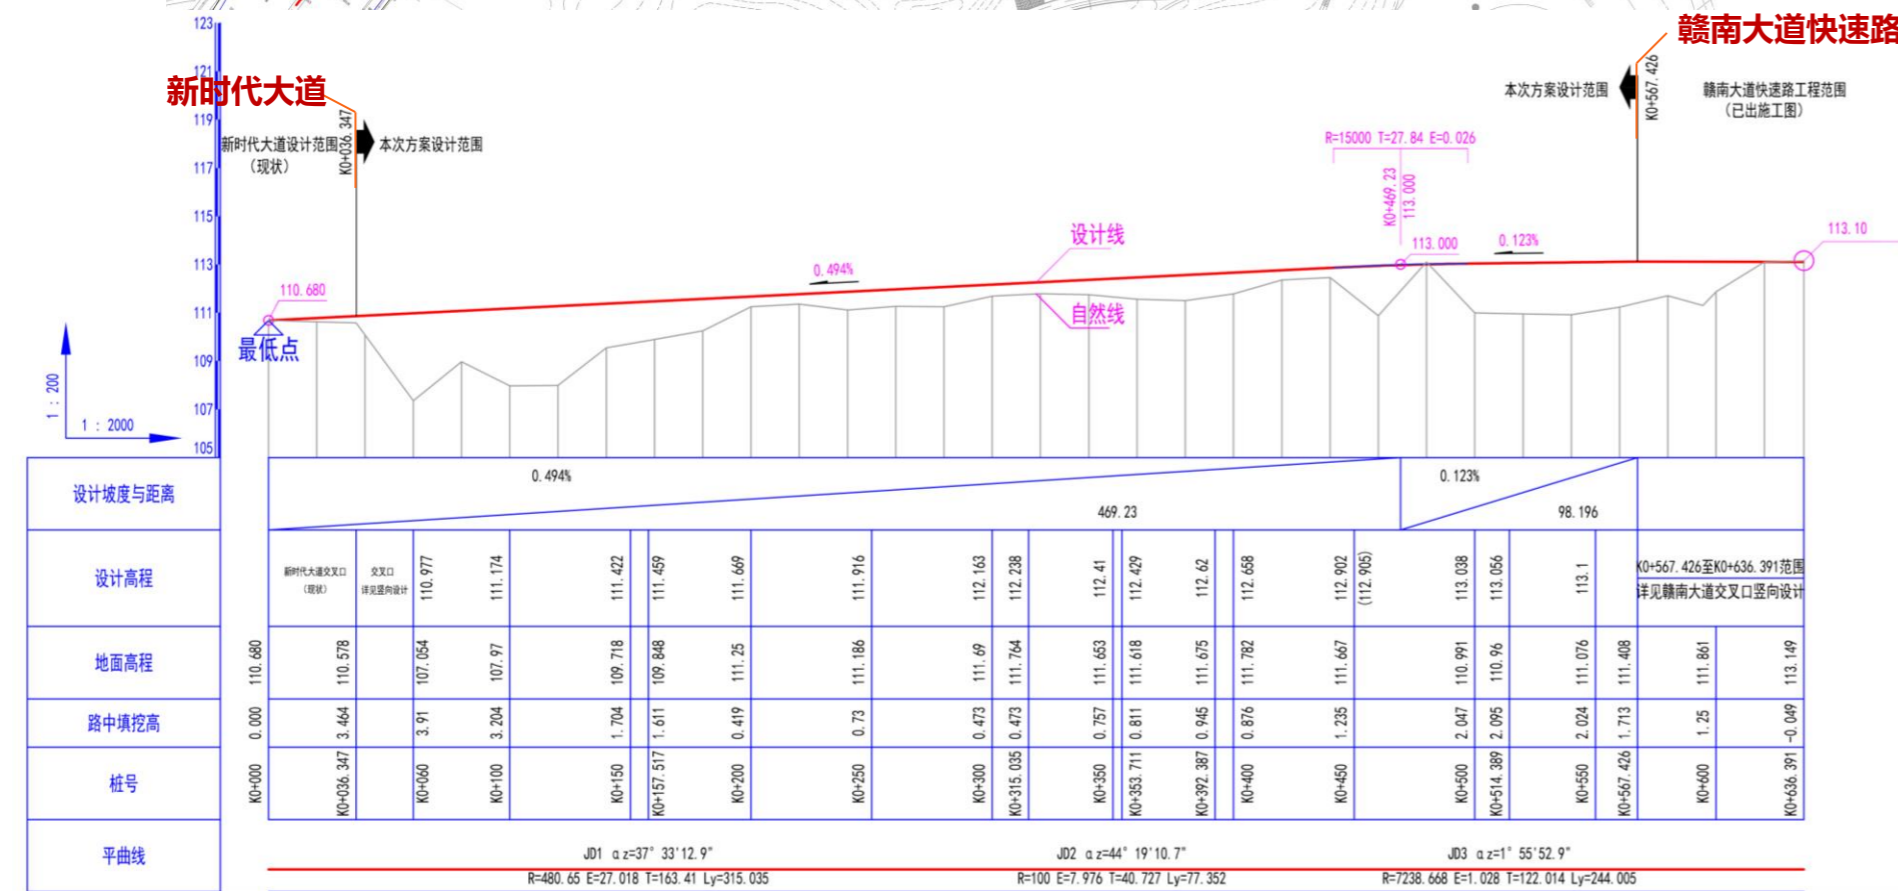 123
121
119
117
115
113
111
109
107
105
新时代大道
赣南大道快速路
K0+036.347
新时代大道设计范围
（现状）
本次方案设计范围
本次方案设计范围
K0+567.426
赣南大道快速路工程范围
（已出施工图）
R=15000 T=27.84 E=0.026
K0+469.23
113.000
113.000
0.123%
113.10
设计线
0.494%
自然线
110.680
最低点
1 : 200
1 : 2000
设计坡度与距离
0.494%
469.23
0.123%
98.196
设计高程
新时代大道交叉口
（现状）
交叉口
详见竖向设计
110.977
111.174
111.422
111.459
111.669
111.916
112.163
112.238
112.41
112.429
112.62
112.658
112.902
(112.905)
113.038
113.056
113.1
K0+567.426至K0+636.391范围
详见赣南大道交叉口竖向设计
地面高程
110.680
110.578
107.054
107.97
109.718
109.848
111.25
111.186
111.69
111.764
111.653
111.618
111.675
111.782
111.667
110.991
110.96
111.076
111.408
111.861
113.149
路中填挖高
0.000
3.464
3.91
3.204
1.704
1.611
0.419
0.73
0.473
0.473
0.757
0.811
0.945
0.876
1.235
2.047
2.095
2.024
1.713
1.25
-0.049
桩号
K0+000
K0+036.347
K0+060
K0+100
K0+150
K0+157.517
K0+200
K0+250
K0+300
K0+315.035
K0+350
K0+353.711
K0+392.387
K0+400
K0+450
K0+500
K0+514.389
K0+550
K0+567.426
K0+600
K0+636.391
平曲线
JD1 αz=37°33'12.9"
R=480.65 E=27.018 T=163.41 Ly=315.035
JD2 αz=44°19'10.7"
R=100 E=7.976 T=40.727 Ly=77.352
JD3 αz=1°55'52.9"
R=7238.668 E=1.028 T=122.014 Ly=244.005